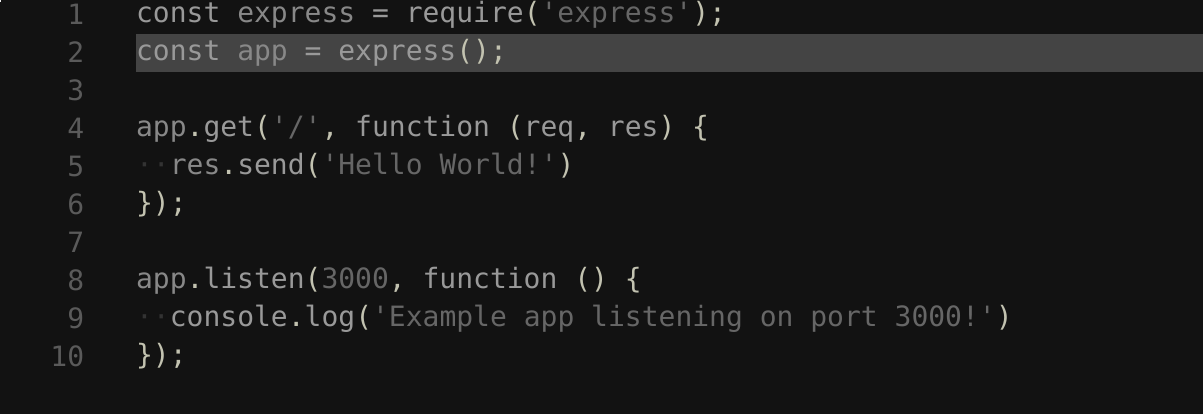 1 const express = require('express');
2 const app = express();
3
4 app.get('/', function (req, res) {
5 ··res.send('Hello World!')
6 });
7
8 app.listen(3000, function () {
9 ··console.log('Example app listening on port 3000!')
10 });